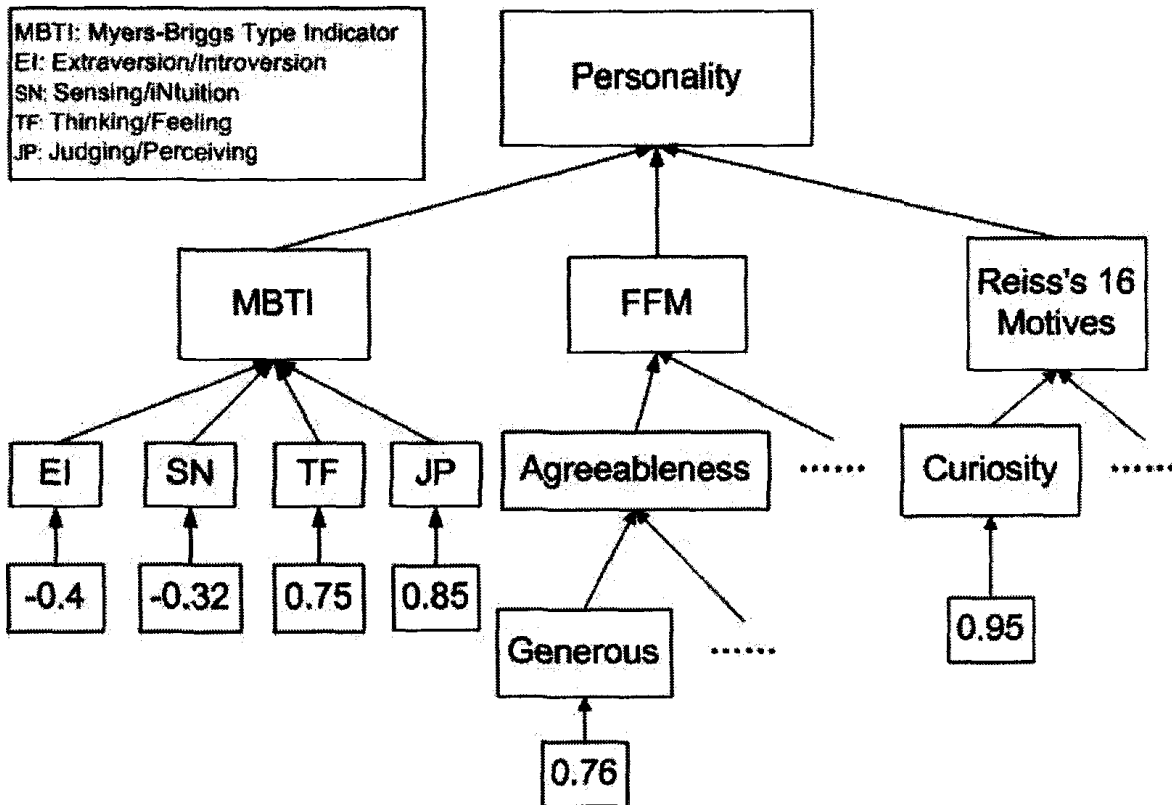 MBTI: Myers-Briggs Type Indicator
EI: Extraversion/Introversion
SN: Sensing/iNtuition
TF: Thinking/Feeling
JP: Judging/Perceiving
Personality
MBTI
FFM
Reiss's 16
Motives
EI
SN
TF
JP
Agreeableness
......
Curiosity
......
-0.4
-0.32
0.75
0.85
Generous
......
0.95
0.76